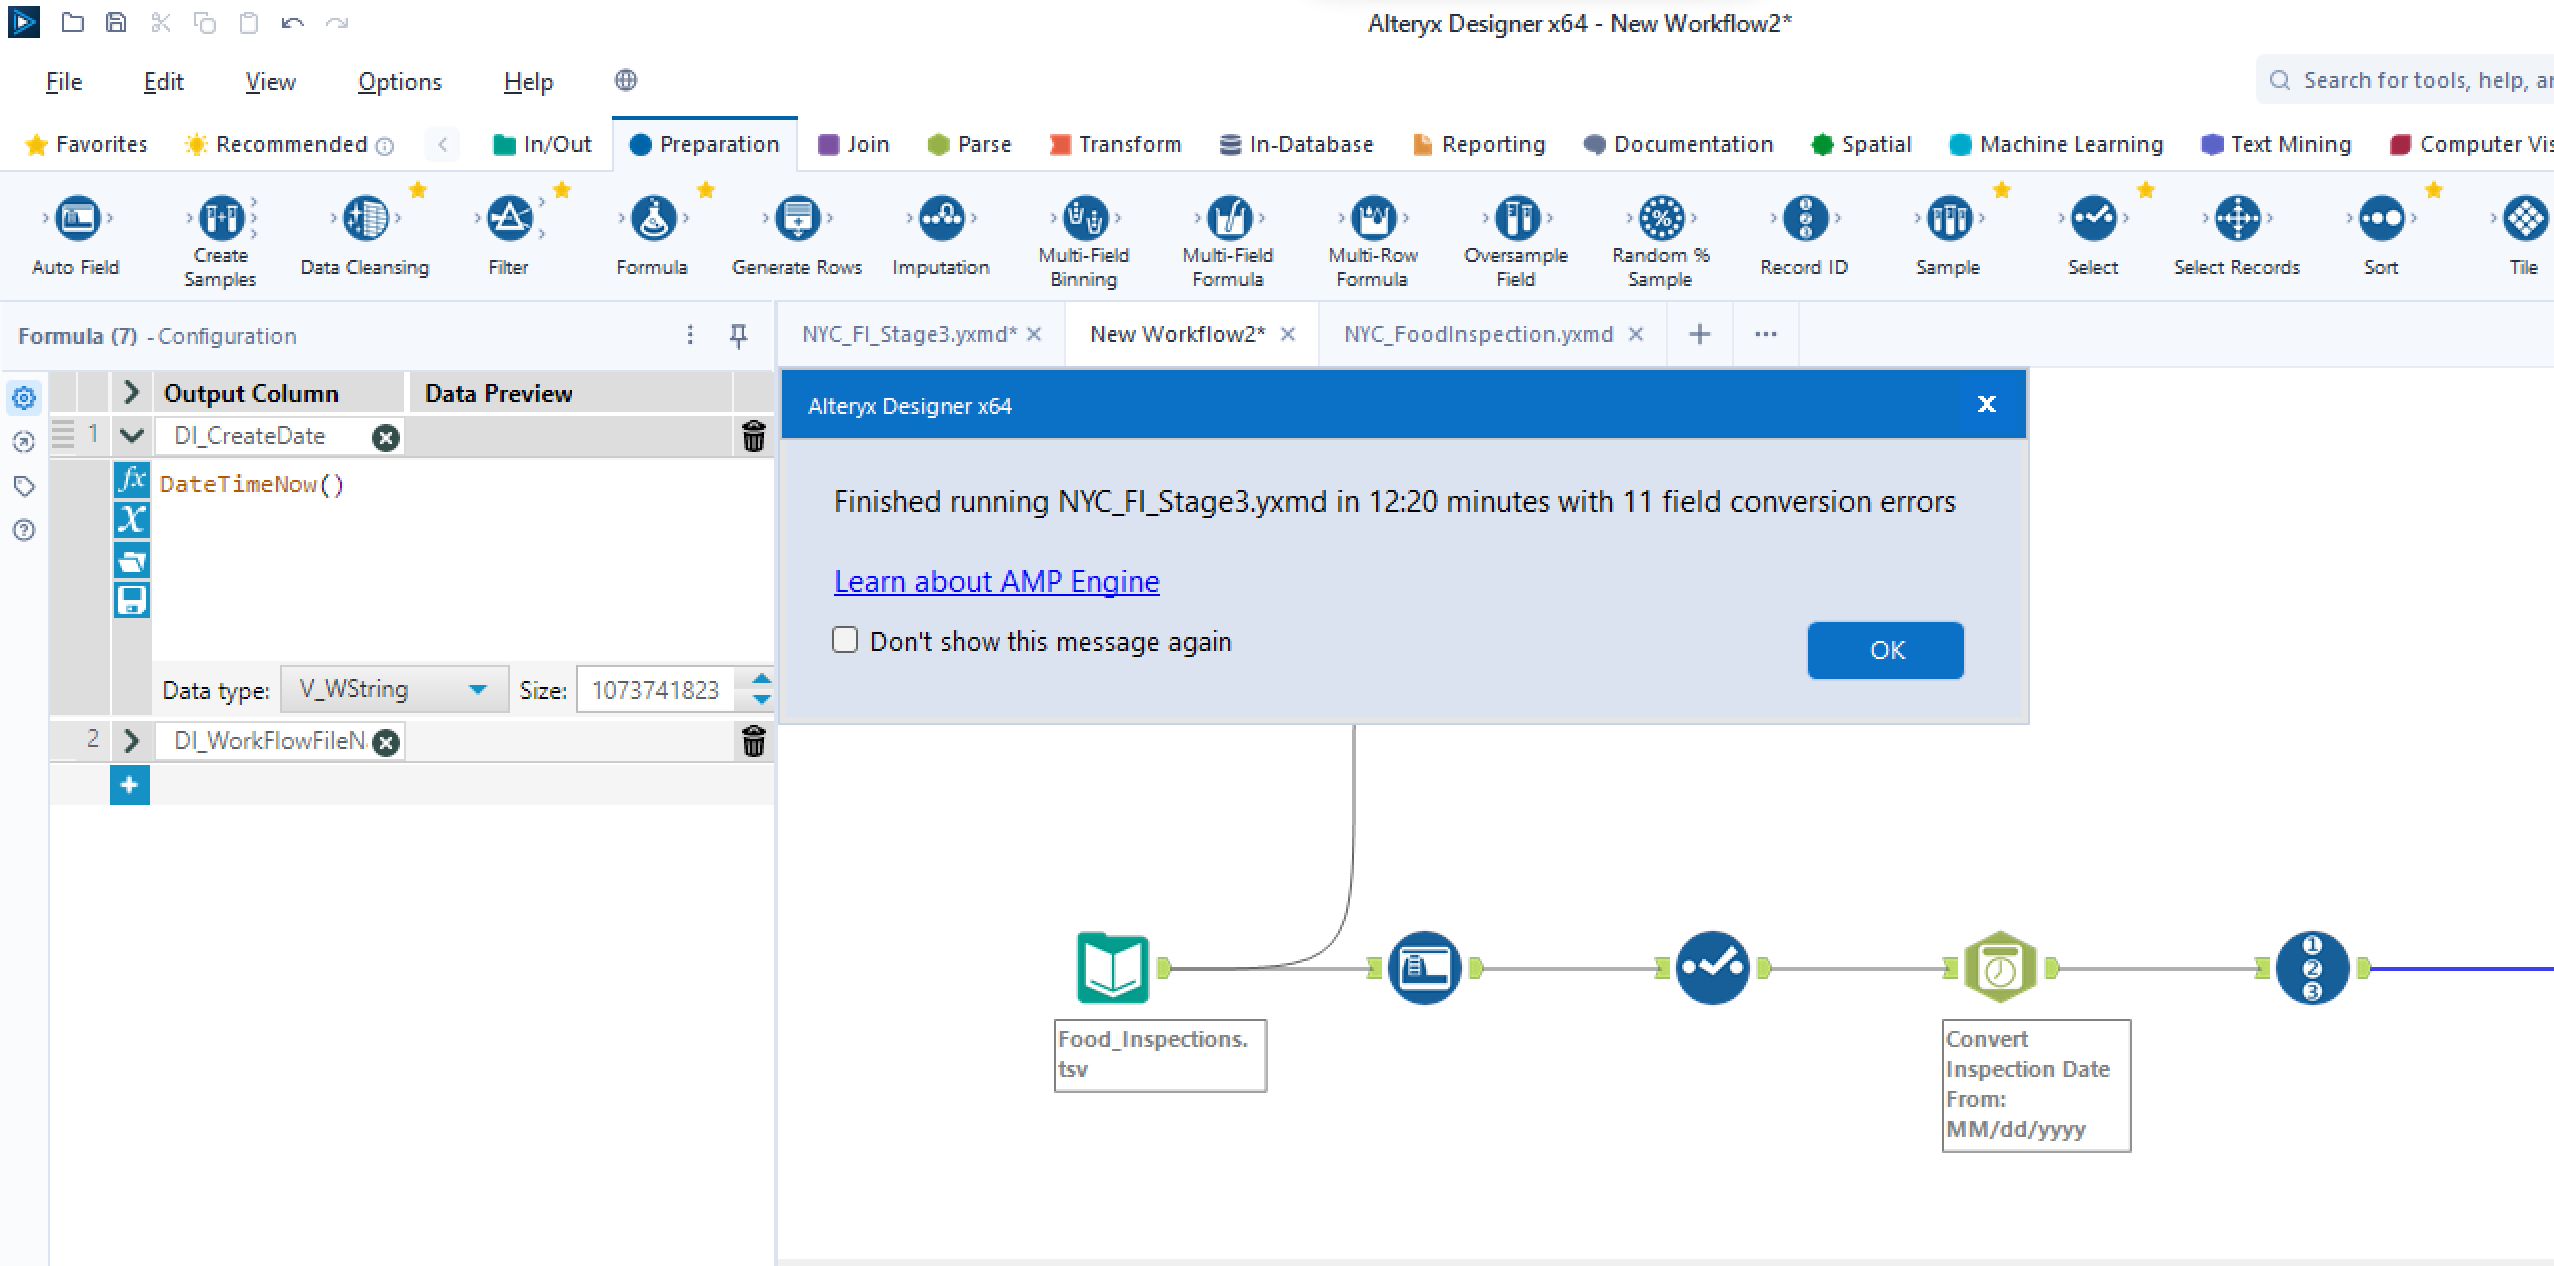 Alteryx Designer x64 - New Workflow2*
File Edit View Options Help
Search for tools, help, an
Favorites Recommended In/Out Preparation Join Parse Transform In-Database Reporting Documentation Spatial Machine Learning Text Mining Computer Vis
Auto Field
Create
Samples
Data Cleansing
Filter
Formula
Generate Rows
Imputation
Multi-Field
Binning
Multi-Field
Formula
Multi-Row
Formula
Oversample
Field
Random %
Sample
Record ID
Sample
Select
Select Records
Sort
Tile
Formula (7) - Configuration
NYC_FI_Stage3.yxmd* New Workflow2* NYC_FoodInspection.yxmd
Output Column Data Preview
1 DI_CreateDate
fx DateTimeNow()
X
Data type: V_WString Size: 1073741823
2 DI_WorkFlowFileN
Alteryx Designer x64
Finished running NYC_FI_Stage3.yxmd in 12:20 minutes with 11 field conversion errors
Learn about AMP Engine
Don't show this message again
OK
1
2
3
Food_Inspections.
tsv
Convert
Inspection Date
From:
MM/dd/yyyy